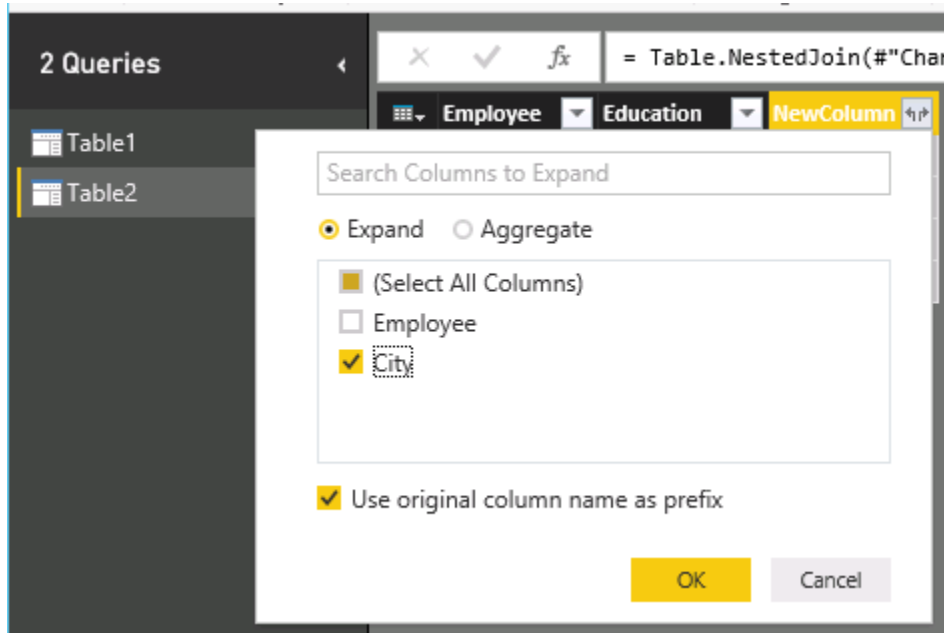 2 Queries
fx
= Table.NestedJoin(#"Char
Employee
Education
NewColumn
Table1
Table2
Search Columns to Expand
Expand
Aggregate
(Select All Columns)
Employee
City
Use original column name as prefix
OK
Cancel